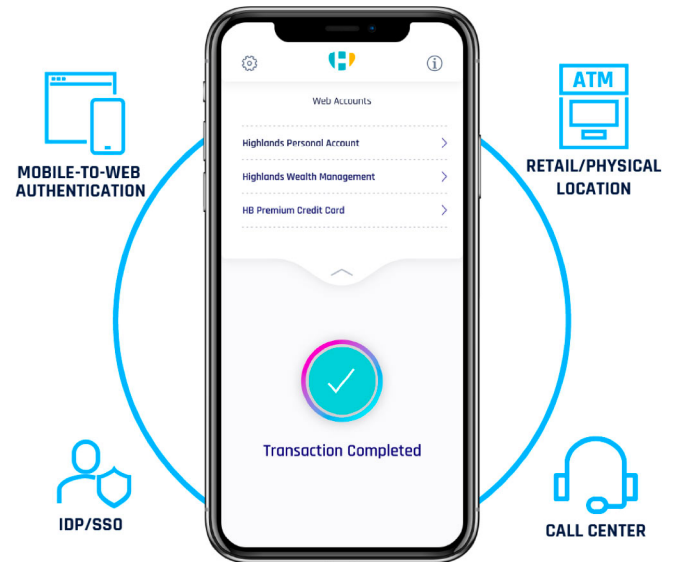 Web Accounts
Highlands Personal Account
Highlands Wealth Management
HB Premium Credit Card
Transaction Completed
MOBILE-TO-WEB
AUTHENTICATION
ATM
RETAIL/PHYSICAL
LOCATION
IDP/SSO
CALL CENTER